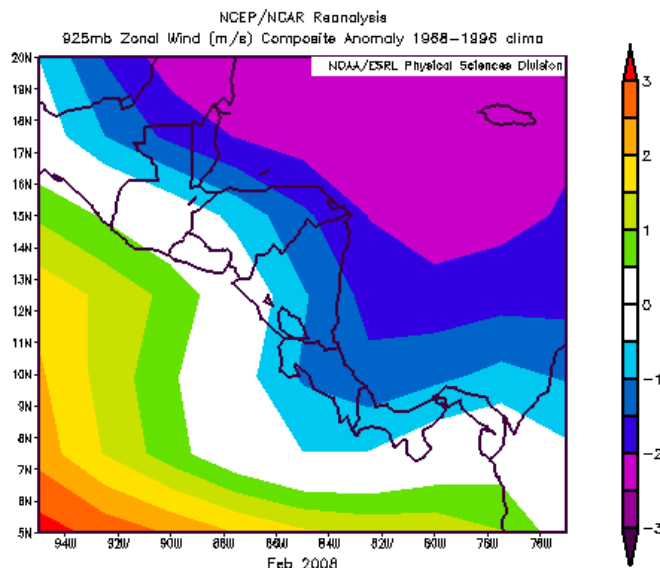 NCEP/NCAR Reanalysis
925mb Zonal Wind (m/s) Composite Anomaly 1968-1996 clima
NOAA/ESRL Physical Sciences Division
20N
19N
18N
17N
16N
15N
14N
13N
12N
11N
10N
9N
8N
7N
6N
5N
94W 92W 90W 88W 86W 84W 82W 80W 78W 76W
Feb 2008
3
2
1
0
-1
-2
-3